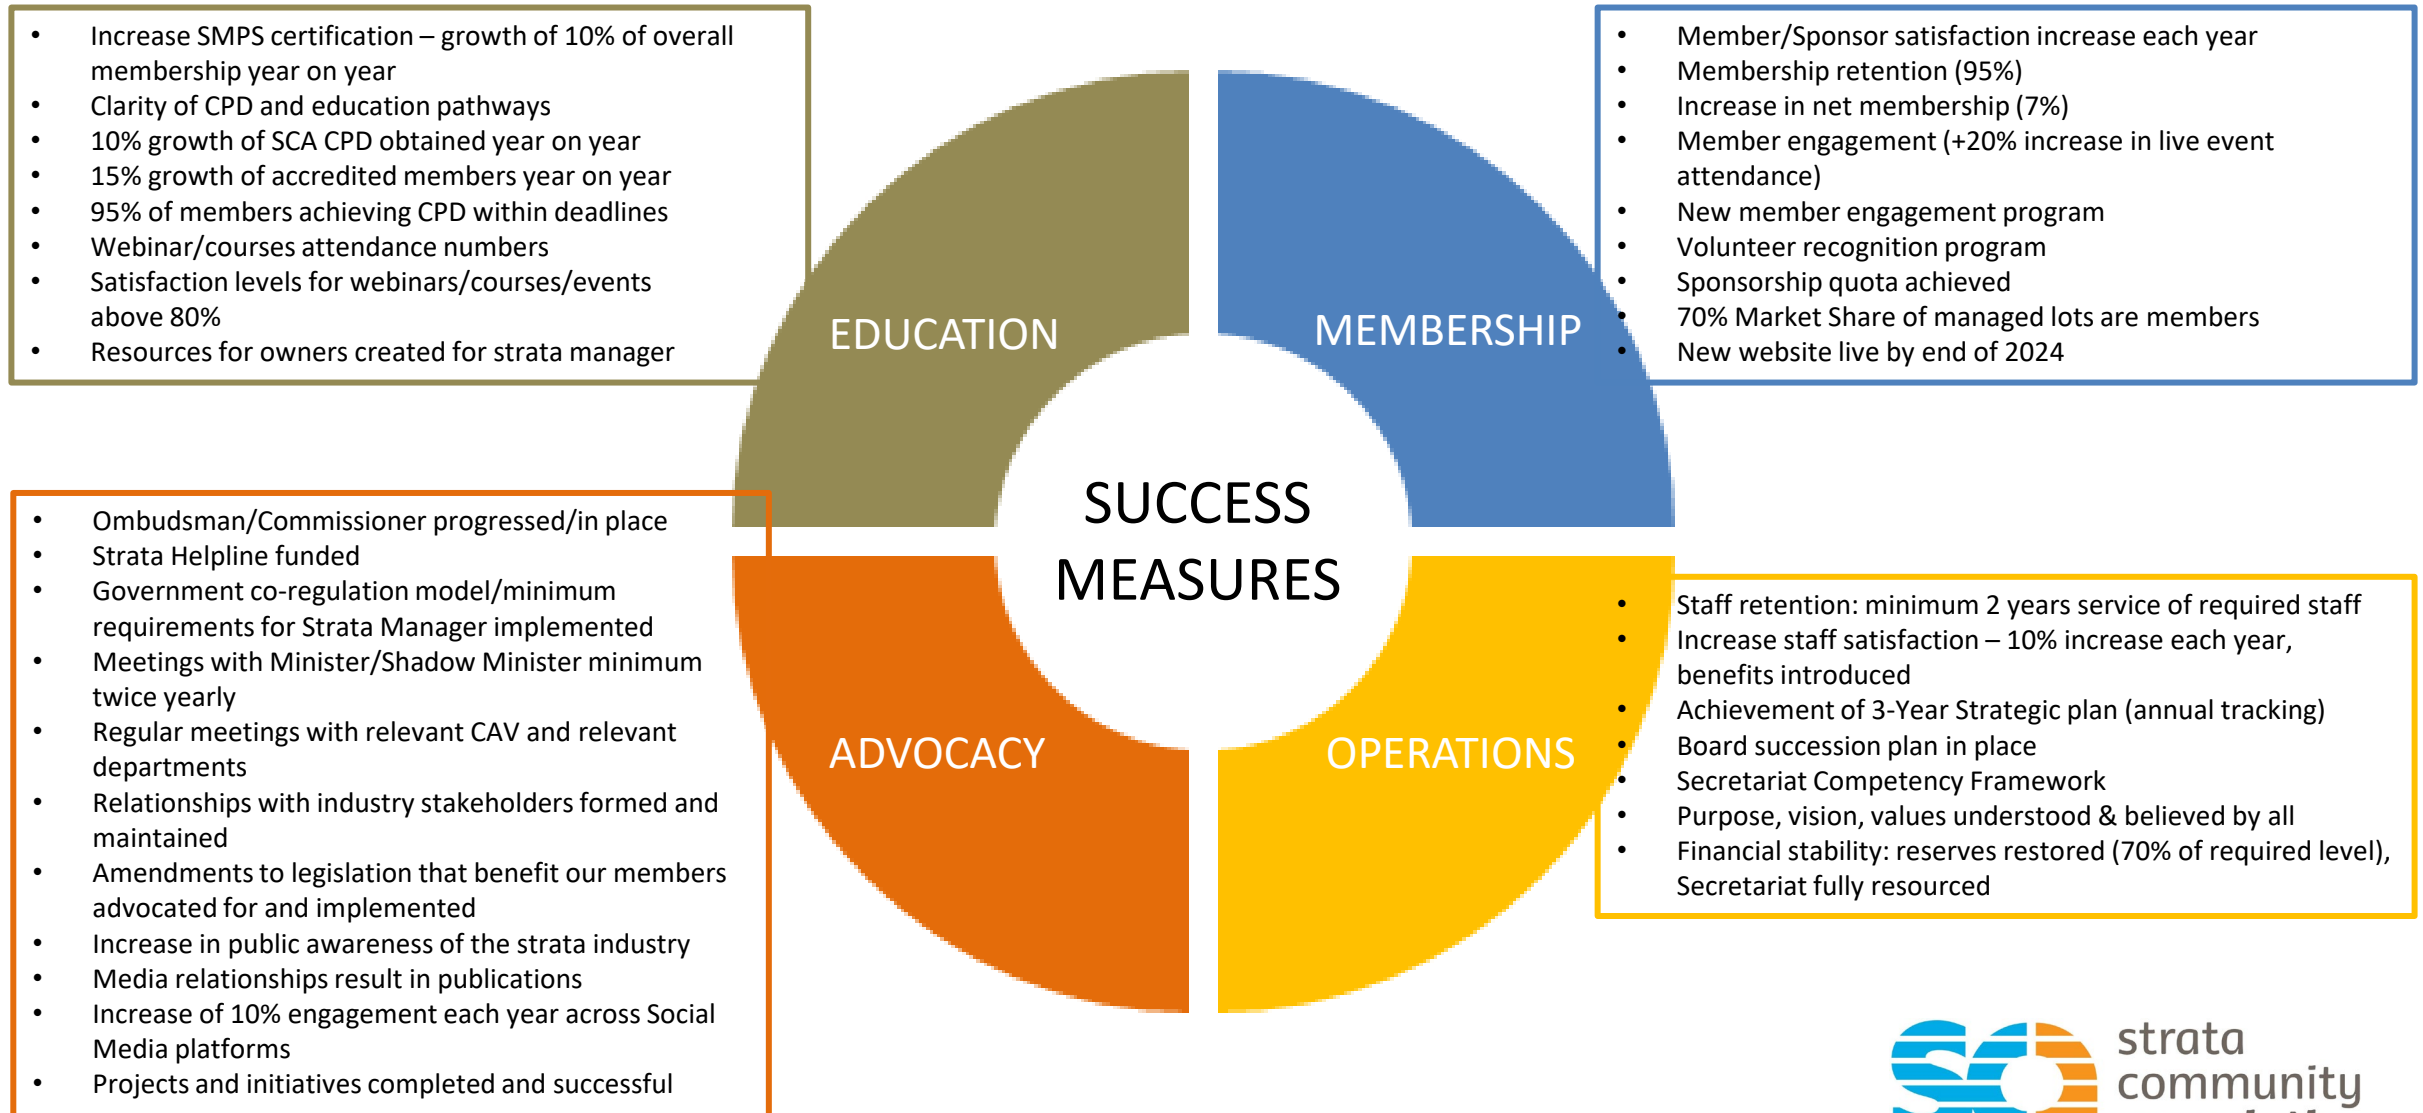 • Increase SMPS certification – growth of 10% of overall
membership year on year
• Clarity of CPD and education pathways
• 10% growth of SCA CPD obtained year on year
• 15% growth of accredited members year on year
• 95% of members achieving CPD within deadlines
• Webinar/courses attendance numbers
• Satisfaction levels for webinars/courses/events
above 80%
• Resources for owners created for strata manager
• Member/Sponsor satisfaction increase each year
• Membership retention (95%)
• Increase in net membership (7%)
• Member engagement (+20% increase in live event
attendance)
• New member engagement program
• Volunteer recognition program
• Sponsorship quota achieved
• 70% Market Share of managed lots are members
• New website live by end of 2024
EDUCATION
MEMBERSHIP
SUCCESS
MEASURES
ADVOCACY
OPERATIONS
• Ombudsman/Commissioner progressed/in place
• Strata Helpline funded
• Government co-regulation model/minimum
requirements for Strata Manager implemented
• Meetings with Minister/Shadow Minister minimum
twice yearly
• Regular meetings with relevant CAV and relevant
departments
• Relationships with industry stakeholders formed and
maintained
• Amendments to legislation that benefit our members
advocated for and implemented
• Increase in public awareness of the strata industry
• Media relationships result in publications
• Increase of 10% engagement each year across Social
Media platforms
• Projects and initiatives completed and successful
• Staff retention: minimum 2 years service of required staff
• Increase staff satisfaction – 10% increase each year,
benefits introduced
• Achievement of 3-Year Strategic plan (annual tracking)
• Board succession plan in place
• Secretariat Competency Framework
• Purpose, vision, values understood & believed by all
• Financial stability: reserves restored (70% of required level),
Secretariat fully resourced
strata
community